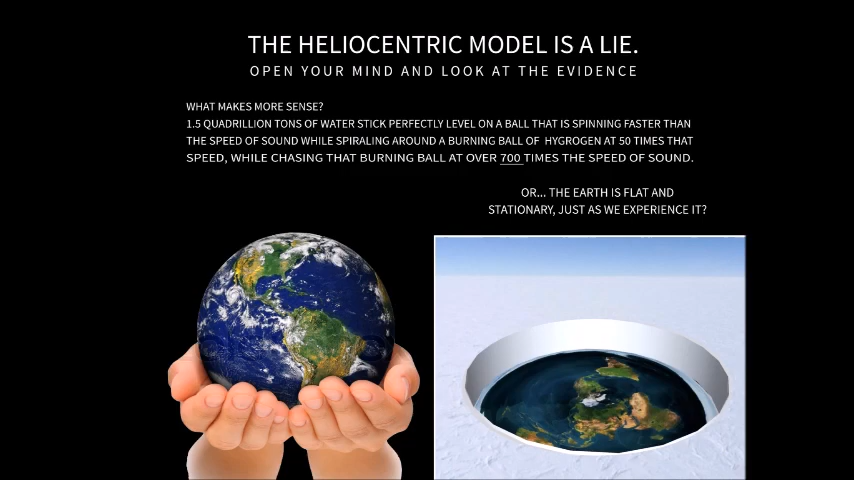 THE HELIOCENTRIC MODEL IS A LIE.
OPEN YOUR MIND AND LOOK AT THE EVIDENCE
WHAT MAKES MORE SENSE?
1.5 QUADRILLION TONS OF WATER STICK PERFECTLY LEVEL ON A BALL THAT IS SPINNING FASTER THAN
THE SPEED OF SOUND WHILE SPIRALING AROUND A BURNING BALL OF HYGROGEN AT 50 TIMES THAT
SPEED, WHILE CHASING THAT BURNING BALL AT OVER 700 TIMES THE SPEED OF SOUND.
OR... THE EARTH IS FLAT AND
STATIONARY, JUST AS WE EXPERIENCE IT?